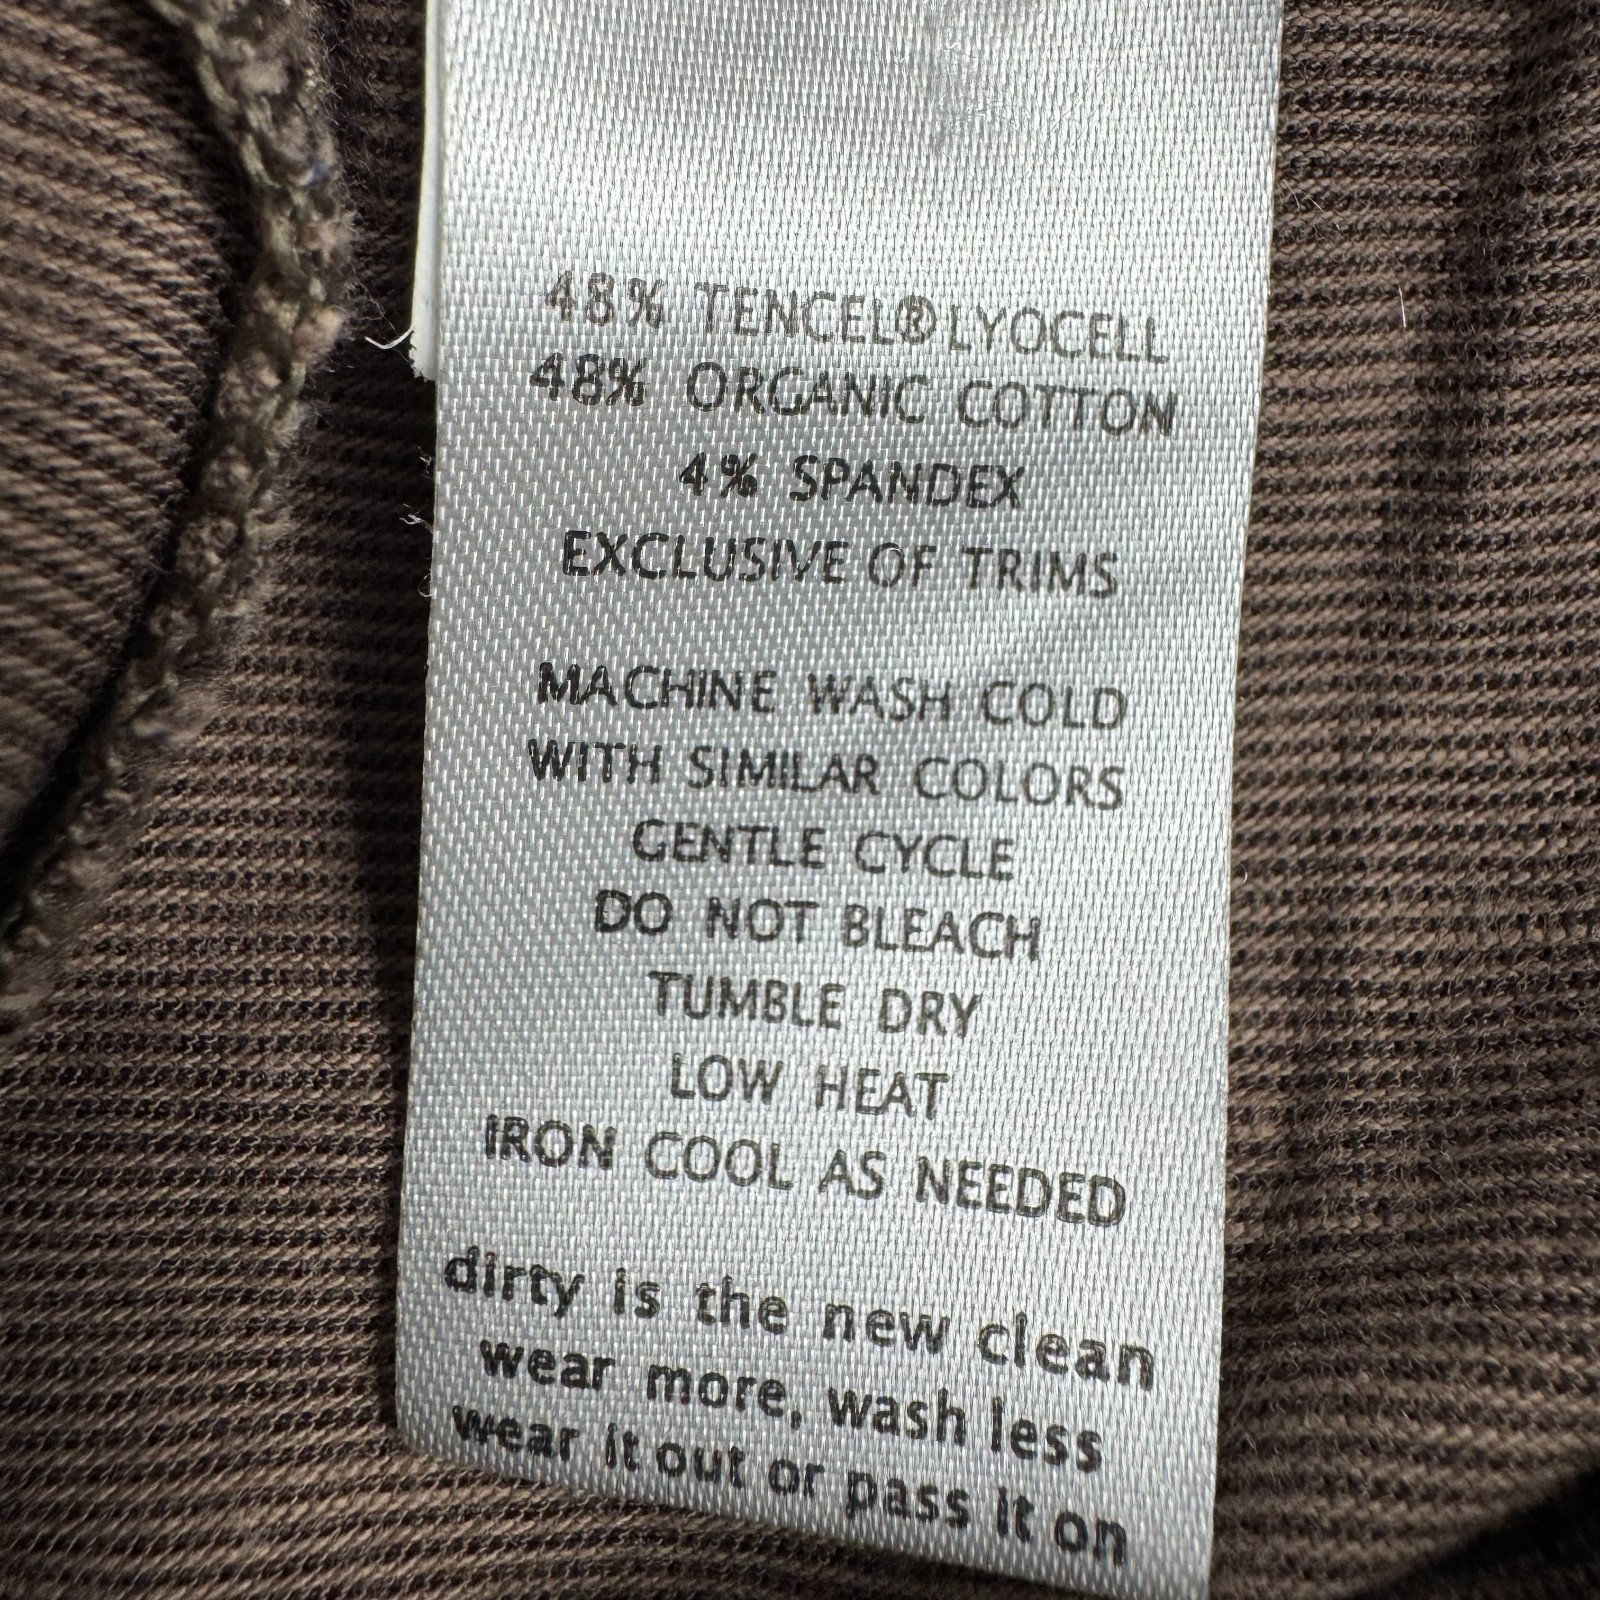 48% TENCEL® LYOCELL
48% ORGANIC COTTON
4% SPANDEX
EXCLUSIVE OF TRIMS
MACHINE WASH COLD
WITH SIMILAR COLORS
GENTLE CYCLE
DO NOT BLEACH
TUMBLE DRY
LOW HEAT
IRON COOL AS NEEDED
dirty is the new clean
wear more, wash less
wear it out or pass it on